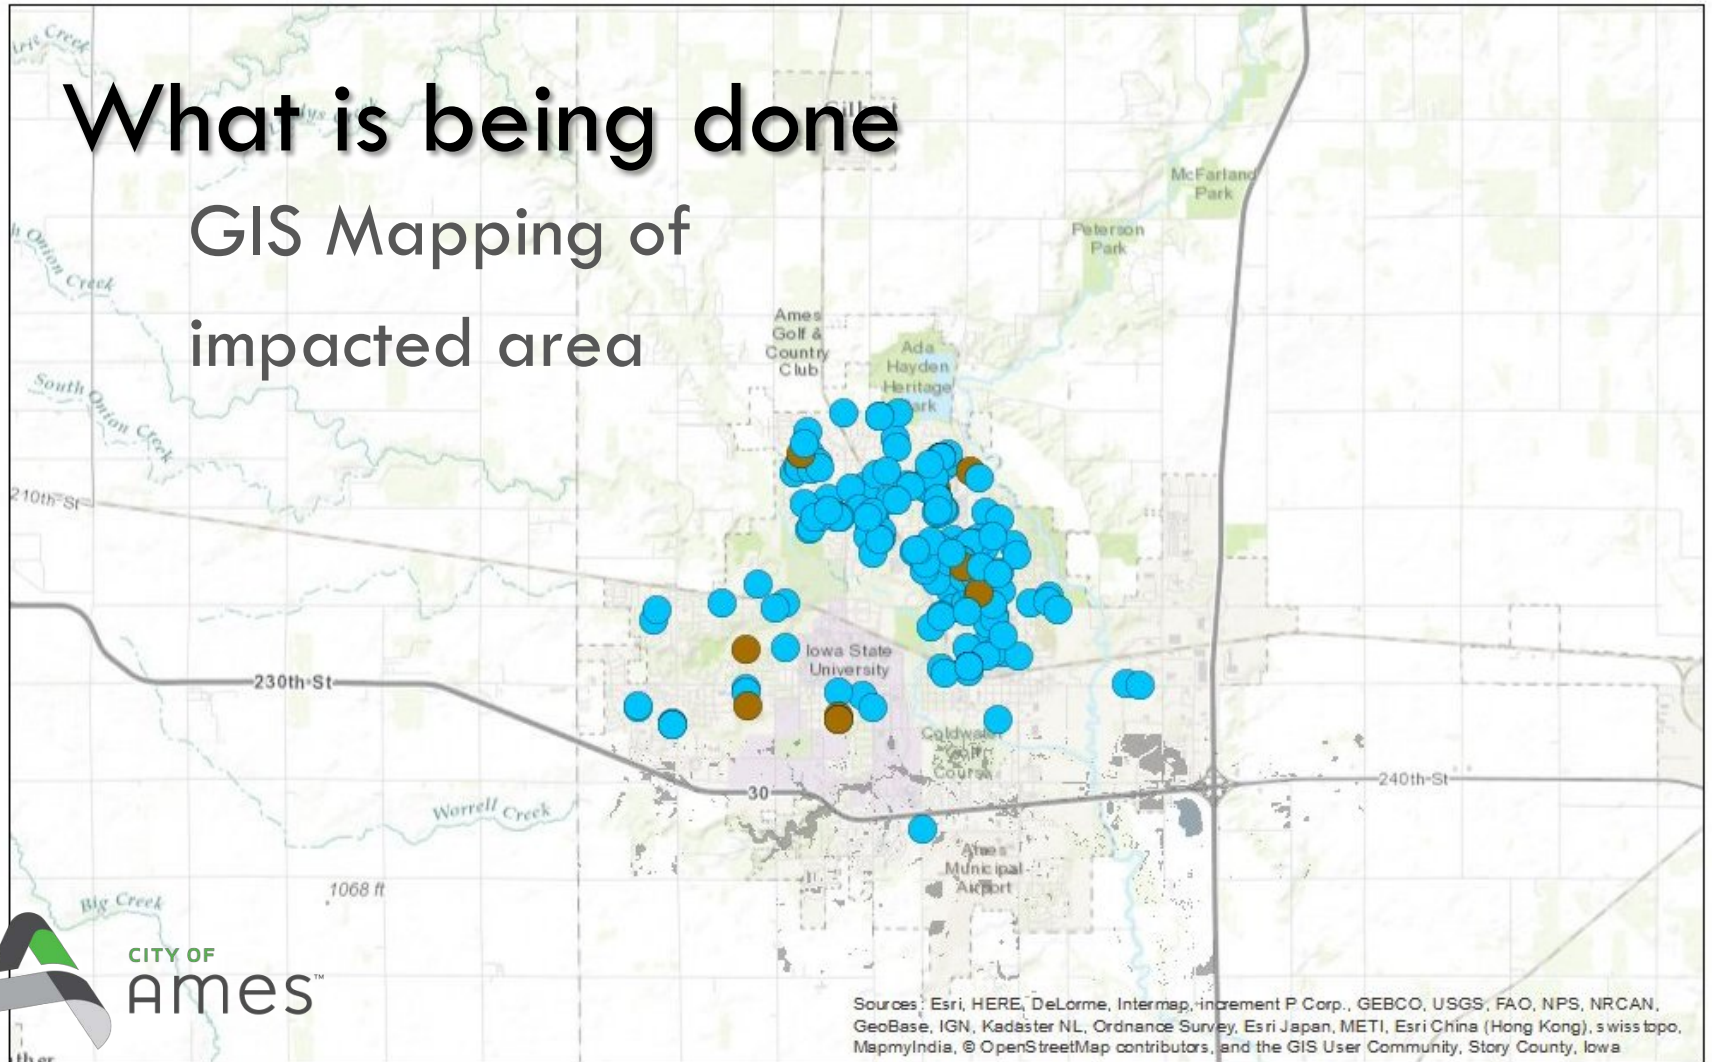 What is being done
GIS Mapping of
impacted area
Gilbert
McFarland
Park
Peterson
Park
Onion Creek
Ames
Golf &
Country
Club
Ada
Hayden
Heritage
Park
South Onion Creek
210th St
Iowa State
University
230th St
Coldwater
Golf
Course
240th St
30
Worrell Creek
Ames
Municipal
Airport
1068 ft
Big Creek
CITY OF
Ames™
Sources: Esri, HERE, DeLorme, Intermap, increment P Corp., GEBCO, USGS, FAO, NPS, NRCAN,
GeoBase, IGN, Kadaster NL, Ordnance Survey, Esri Japan, METI, Esri China (Hong Kong), swisstopo,
MapmyIndia, © OpenStreetMap contributors, and the GIS User Community, Story County, Iowa